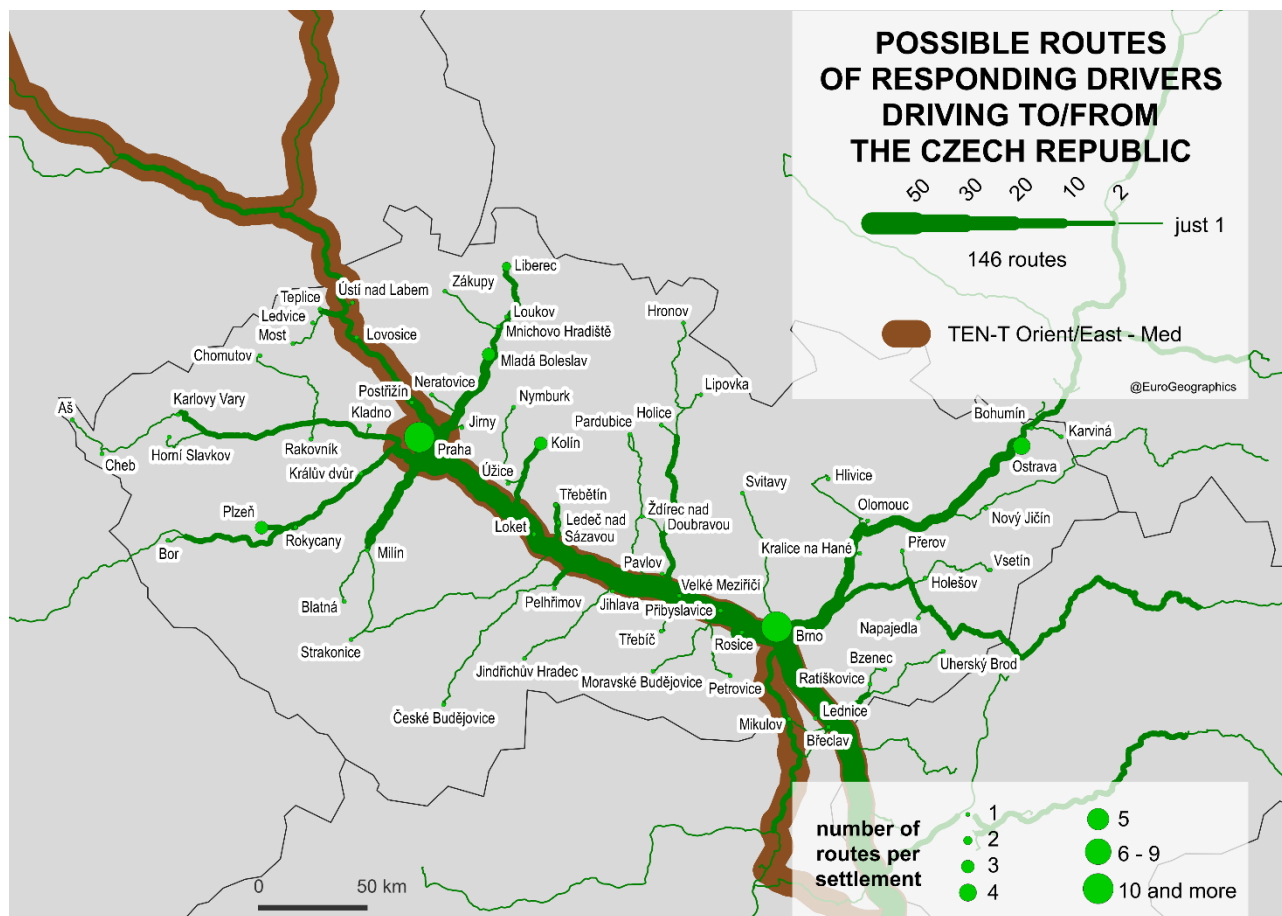 POSSIBLE ROUTES
OF RESPONDING DRIVERS
DRIVING TO/FROM
THE CZECH REPUBLIC
50 30 20 10 2
just 1
146 routes
TEN-T Orient/East - Med
@EuroGeographics
Liberec
Zákupy
Ústí nad Labem
Teplice
Ledvice
Most
Lovosice
Loukov
Hronov
Mnichovo Hradiště
Chomutov
Mladá Boleslav
Neratovice
Postřižín
Lipovka
Karlovy Vary
Nymburk
Aš
Kladno
Jirny
Pardubice
Holice
Bohumín
Karviná
Cheb
Horní Slavkov
Rakovník
Praha
Kolín
Ostrava
Králův dvůr
Úžice
Svitavy
Hlivice
Třebětín
Plzeň
Ždírec nad
Doubravou
Olomouc
Nový Jičín
Loket
Ledeč nad
Sázavou
Bor
Rokycany
Milín
Kralice na Hané
Přerov
Pavlov
Vsetín
Velké Meziříčí
Holešov
Blatná
Pelhřimov
Jihlava
Přibyslavice
Třebíč
Rosice
Brno
Napajedla
Strakonice
Bzenec
Uherský Brod
Jindřichův Hradec
Moravské Budějovice
Petrovice
Ratíškovice
České Budějovice
Mikulov
Lednice
Břeclav
number of
routes per
settlement
1
2
3
4
5
6 - 9
10 and more
0 50 km